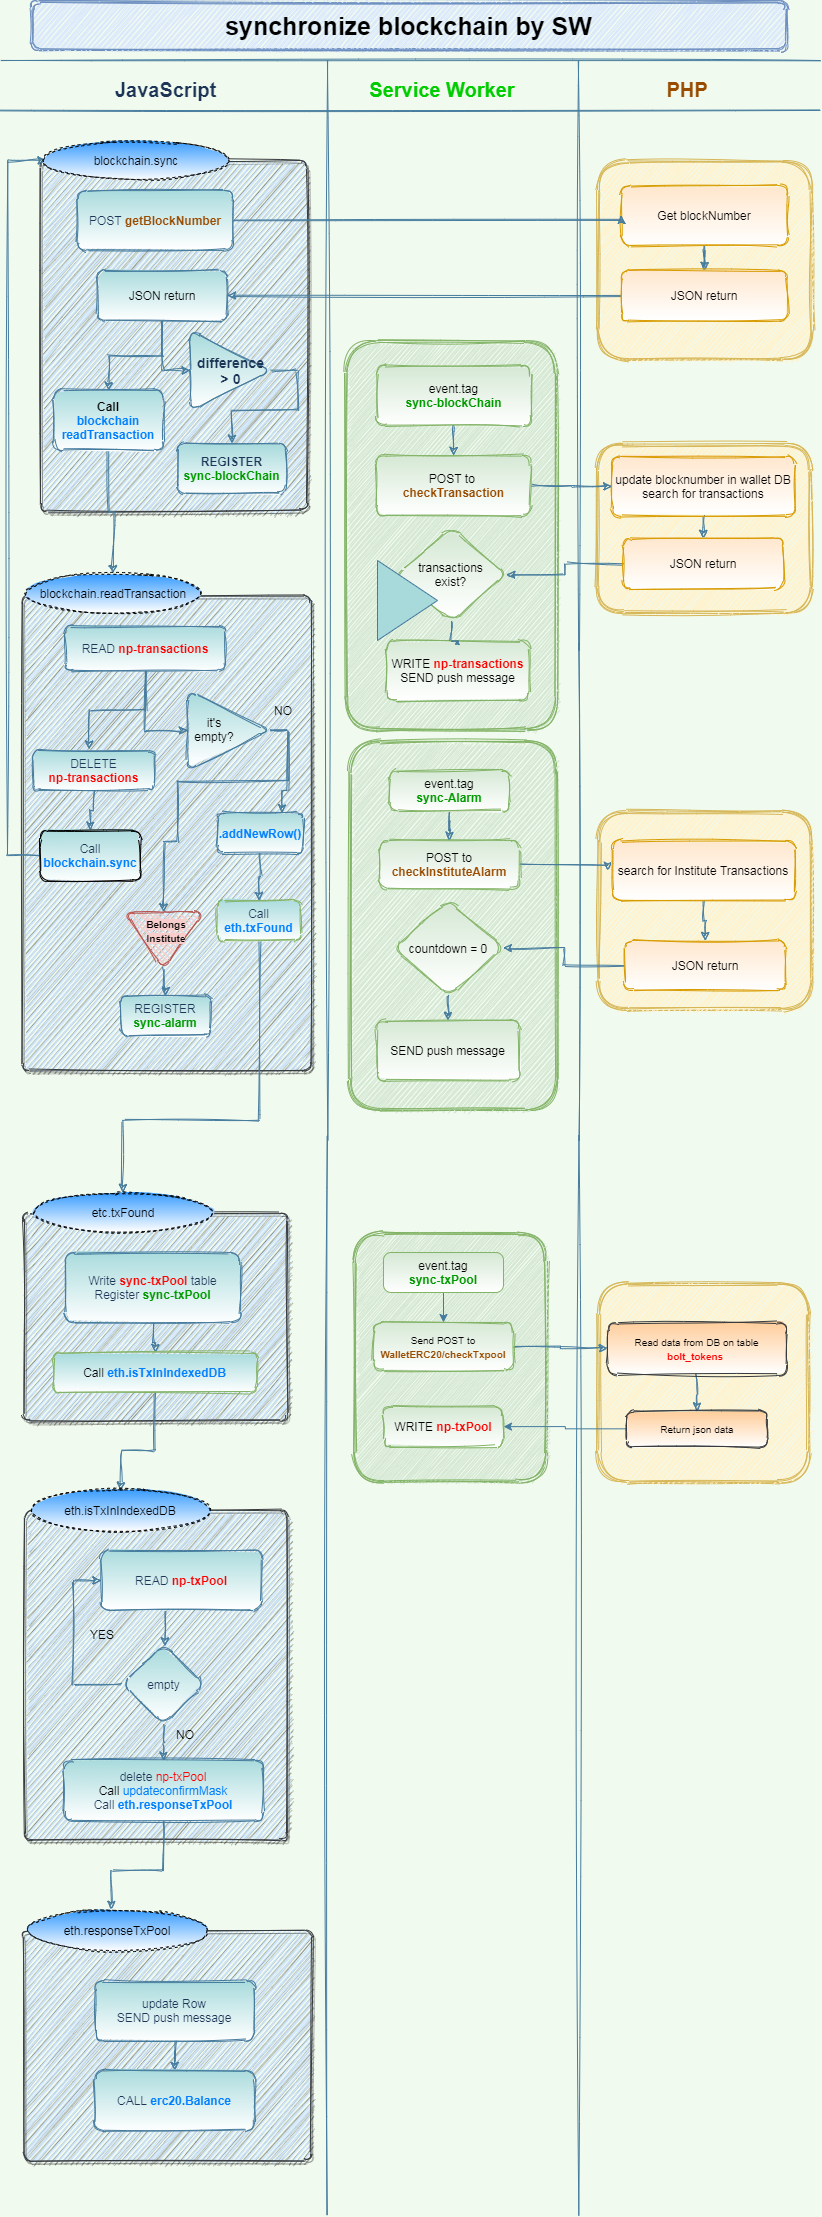 synchronize blockchain by SW
JavaScript
Service Worker
PHP
blockchain.sync
POST getBlockNumber
JSON return
difference
> 0
Call
blockchain
readTransaction
REGISTER
sync-blockChain
Get blockNumber
JSON return
event.tag
sync-blockChain
POST to
checkTransaction
transactions
exist?
WRITE np-transactions
SEND push message
update blocknumber in wallet DB
search for transactions
JSON return
blockchain.readTransaction
READ np-transactions
it's
empty?
NO
DELETE
np-transactions
Call
blockchain.sync
.addNewRow()
Call
eth.txFound
Belongs
Institute
REGISTER
sync-alarm
event.tag
sync-Alarm
POST to
checkInstituteAlarm
countdown = 0
SEND push message
search for Institute Transactions
JSON return
etc.txFound
Write sync-txPool table
Register sync-txPool
Call eth.isTxInIndexedDB
event.tag
sync-txPool
Send POST to
WalletERC20/checkTxpool
WRITE np-txPool
Read data from DB on table
bolt_tokens
Return json data
eth.isTxInIndexedDB
READ np-txPool
YES
empty
NO
delete np-txPool
Call updateconfirmMask
Call eth.responseTxPool
eth.responseTxPool
update Row
SEND push message
CALL erc20.Balance